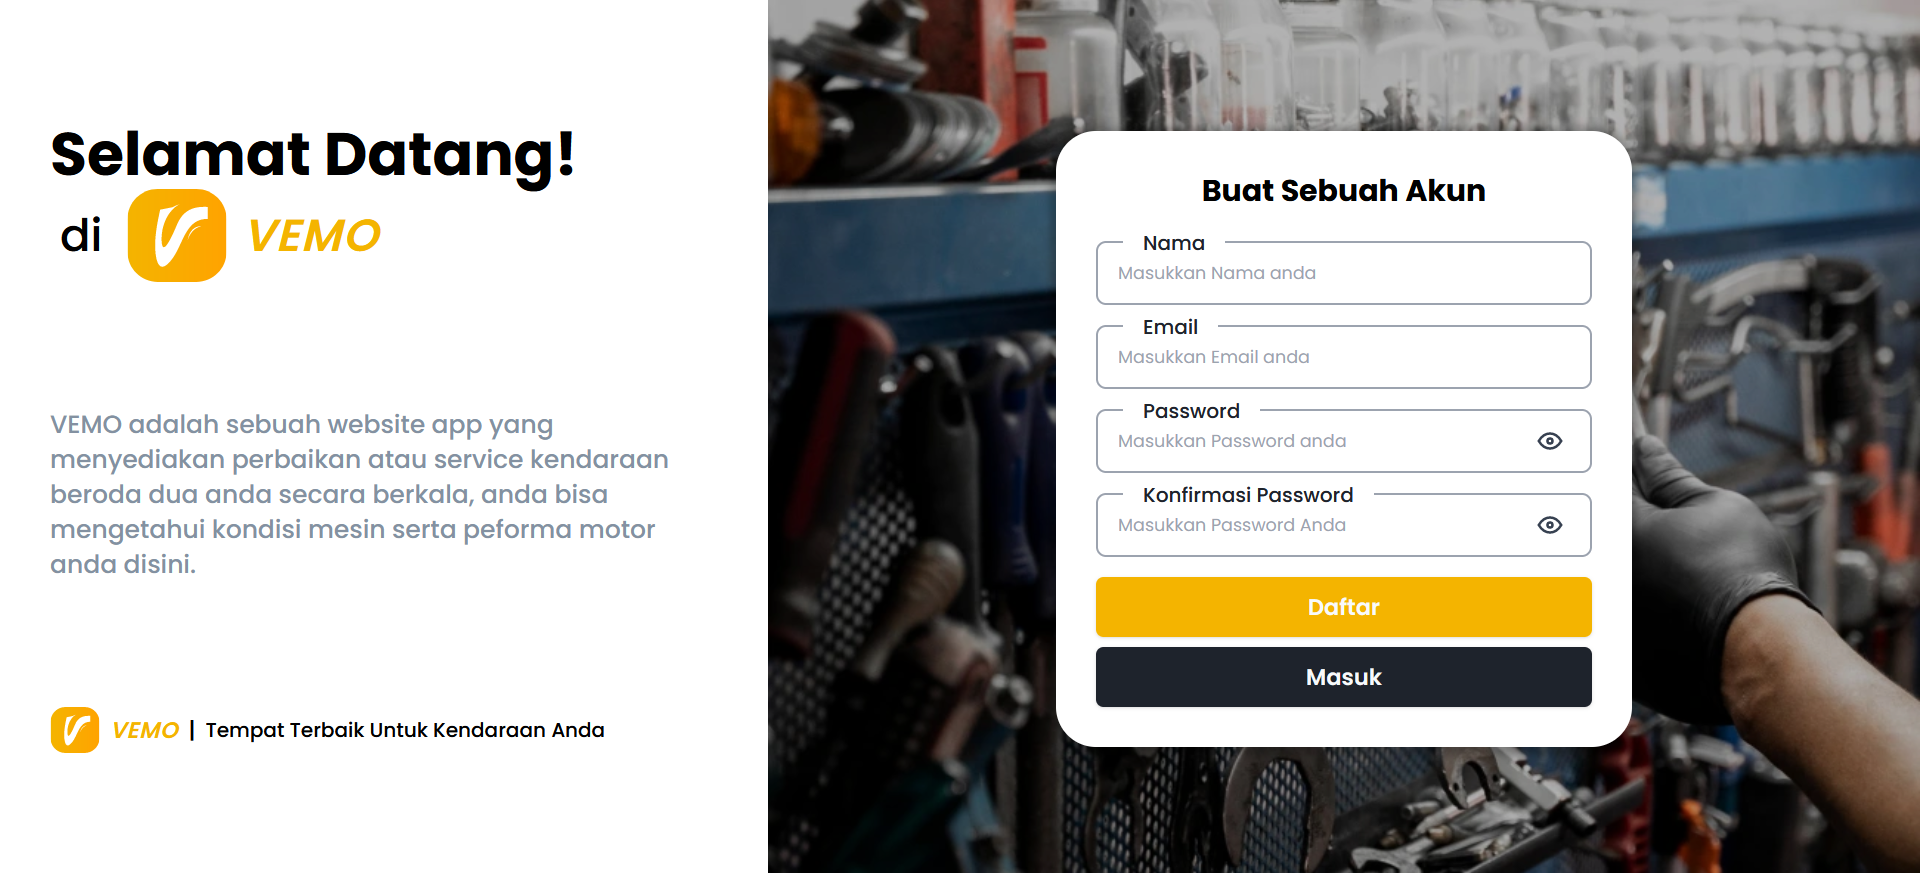 Selamat Datang!
di VEMO
VEMO adalah sebuah website app yang
menyediakan perbaikan atau service kendaraan
beroda dua anda secara berkala, anda bisa
mengetahui kondisi mesin serta peforma motor
anda disini.
VEMO | Tempat Terbaik Untuk Kendaraan Anda
Buat Sebuah Akun
Nama
Masukkan Nama anda
Email
Masukkan Email anda
Password
Masukkan Password anda
Konfirmasi Password
Masukkan Password Anda
Daftar
Masuk